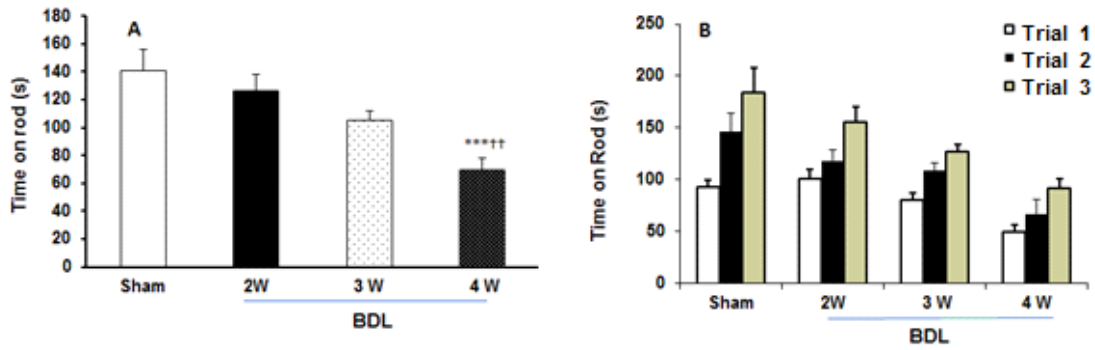 A
Time on rod (s)
180
160
140
120
100
80
60
40
20
0
***††
Sham
2W
3 W
4 W
BDL
B
Time on Rod (s)
250
200
150
100
50
0
Trial 1
Trial 2
Trial 3
Sham
2W
3 W
4 W
BDL